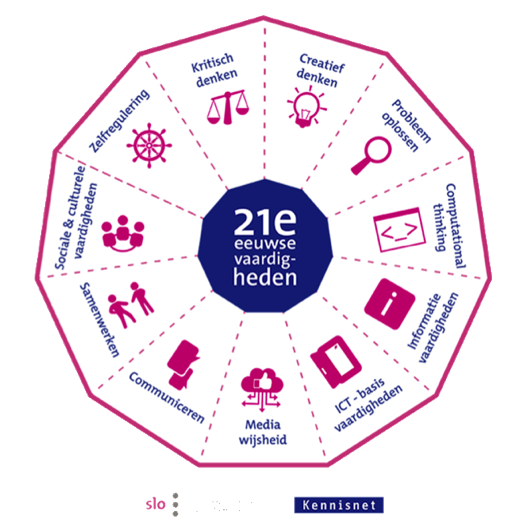 21e
eeuwse
vaardig-
heden
Creatief
denken
Probleem
oplossen
Computational
thinking
<_>
Informatie
vaardigheden
i
ICT - basis
vaardigheden
Media
wijsheid
Communiceren
Samenwerken
Sociale & culturele
vaardigheden
Zelfregulering
Kritisch
denken
slo
Kennisnet